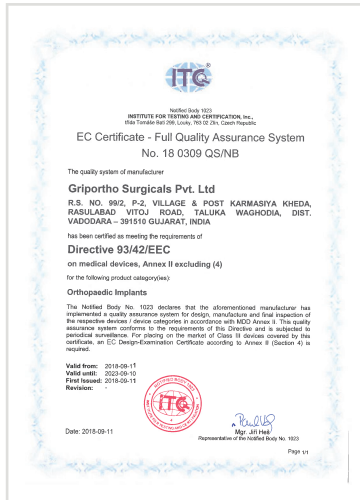 ITC
Notified Body 1023
INSTITUTE FOR TESTING AND CERTIFICATION, Inc.,
třída Tomáše Bati 299, Louky, 763 02 Zlín, Czech Republic
EC Certificate - Full Quality Assurance System
No. 18 0309 QS/NB
The quality system of manufacturer
Griportho Surgicals Pvt. Ltd
R.S. NO. 99/2, P-2, VILLAGE & POST KARMASIYA KHEDA,
RASULABAD VITOJ ROAD, TALUKA WAGHODIA, DIST.
VADODARA – 391510 GUJARAT, INDIA
has been certified as meeting the requirements of
Directive 93/42/EEC
on medical devices, Annex II excluding (4)
for the following product category(ies):
Orthopaedic Implants
The Notified Body No. 1023 declares that the aforementioned manufacturer has
implemented a quality assurance system for design, manufacture and final inspection of
the respective devices / device categories in accordance with MDD Annex II. This quality
assurance system conforms to the requirements of this Directive and is subjected to
periodical surveillance. For placing on the market of Class III devices covered by this
certificate, an EC Design-Examination Certificate according to Annex II (Section 4) is
required.
Valid from: 2018-09-11
Valid until: 2023-09-10
First Issued: 2018-09-11
Revision: -
NOTIFIED BODY 1023
ITC
Date: 2018-09-11
Mgr. Jiří Heš
Representative of the Notified Body No. 1023
Page 1/1